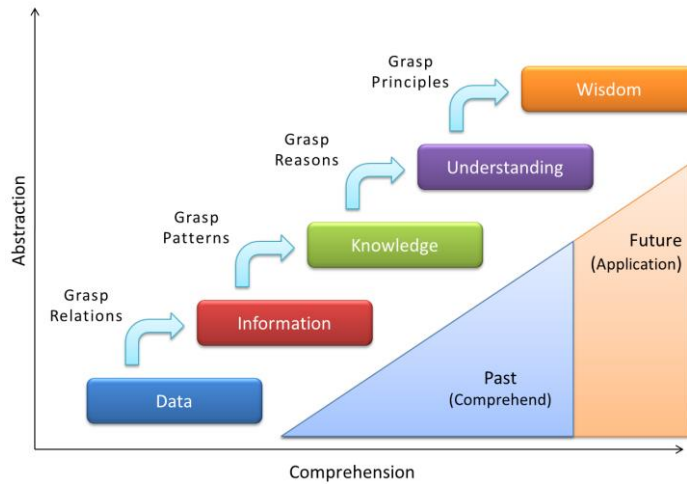 Grasp
Principles
Wisdom
Grasp
Reasons
Understanding
Grasp
Patterns
Knowledge
Future
(Application)
Grasp
Relations
Information
Past
(Comprehend)
Data
Abstraction
Comprehension